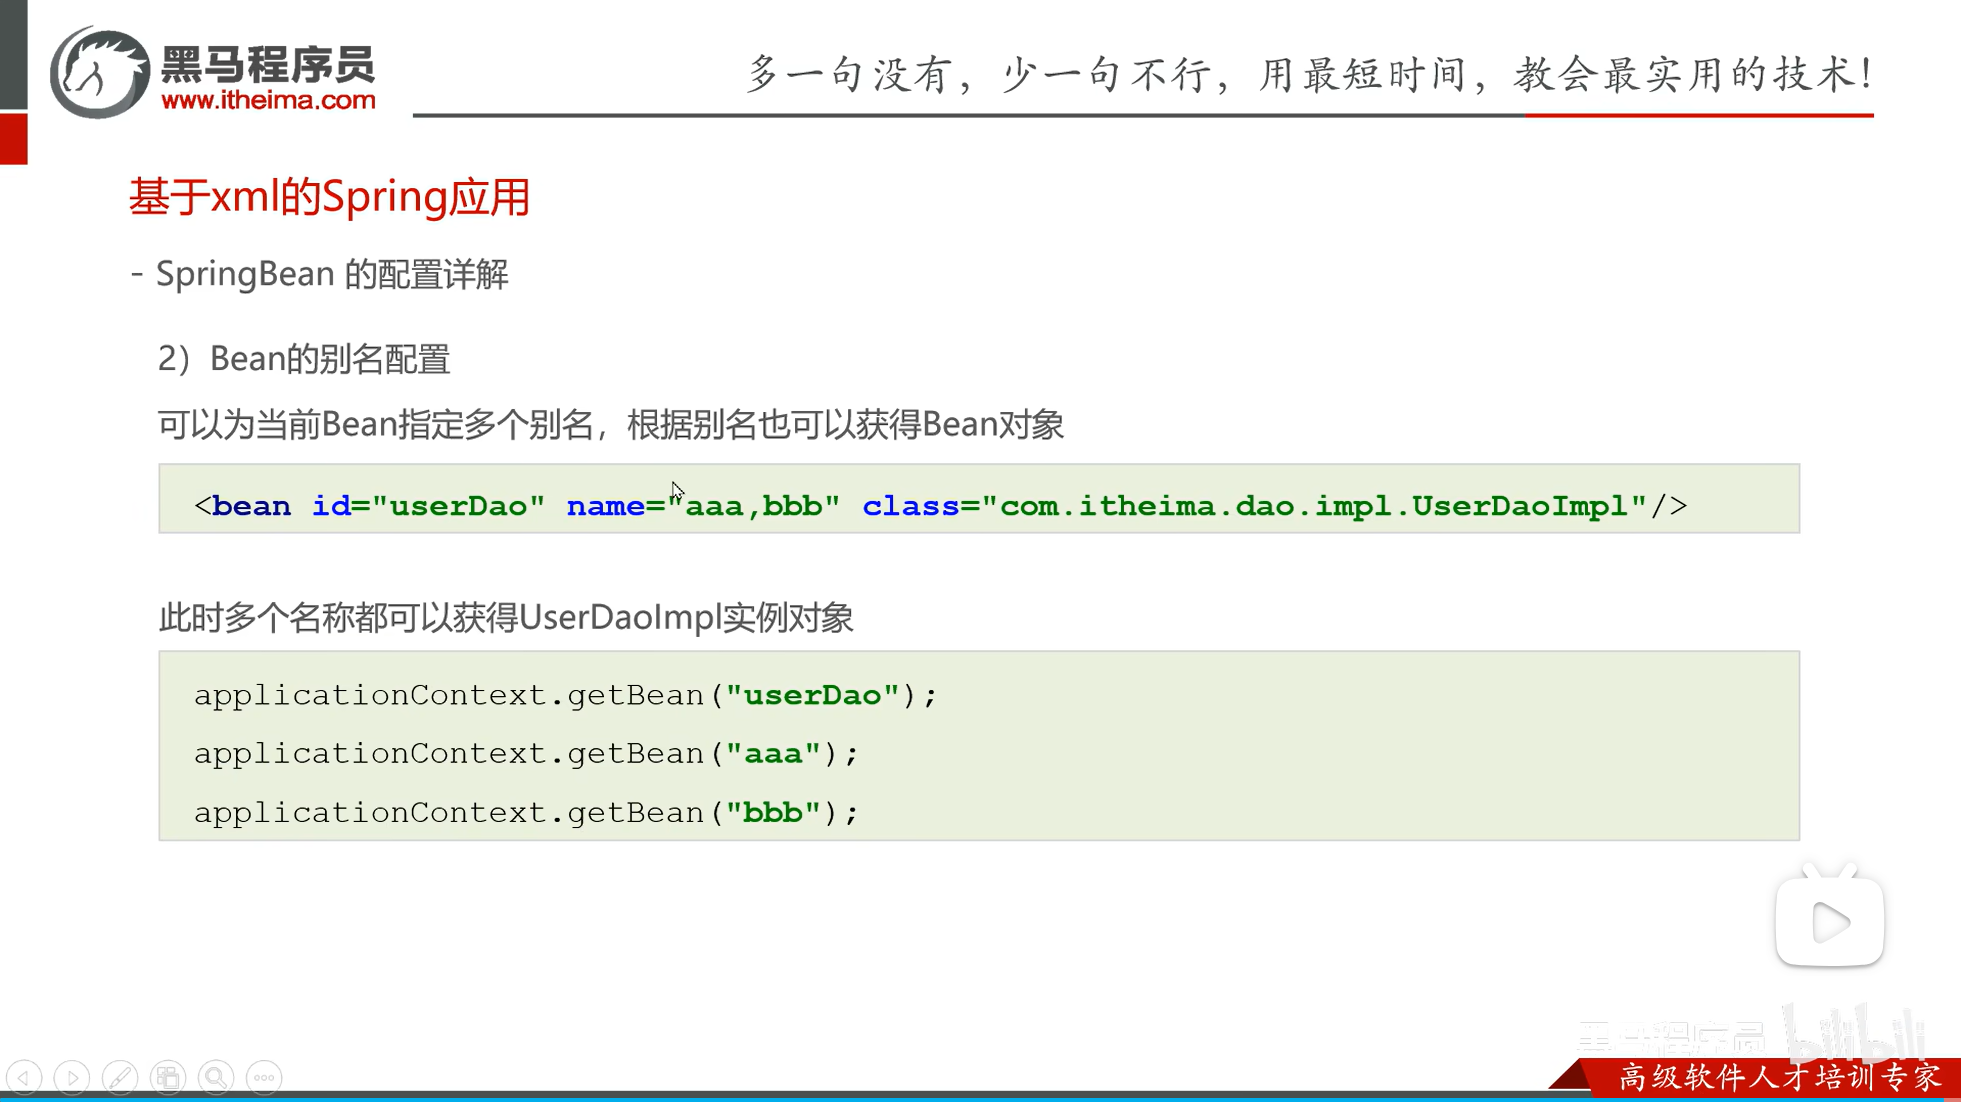 黑马程序员
www.itheima.com
多一句没有，少一句不行，用最短时间，教会最实用的技术！
基于xml的Spring应用
- SpringBean 的配置详解
2）Bean的别名配置
可以为当前Bean指定多个别名，根据别名也可以获得Bean对象
<bean id="userDao" name="aaa,bbb" class="com.itheima.dao.impl.UserDaoImpl"/>
此时多个名称都可以获得UserDaoImpl实例对象
applicationContext.getBean("userDao");
applicationContext.getBean("aaa");
applicationContext.getBean("bbb");
黑马程序员 bilibili
高级软件人才培训专家